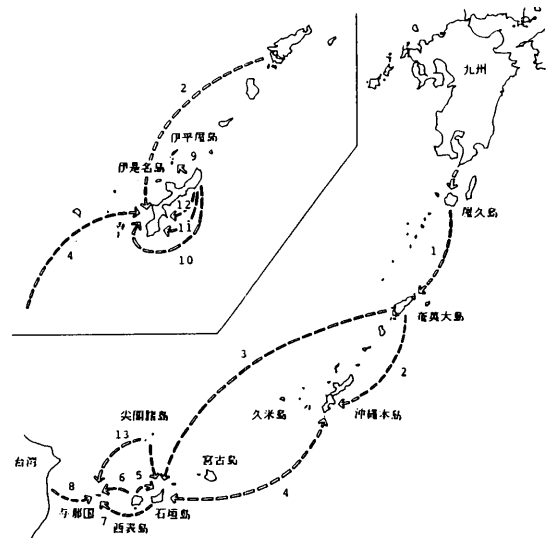 九州
2
伊平屋島
伊是名島
9
12
11
10
4
屋久島
1
奄美大島
3
2
久米島
沖縄本島
尖閣諸島
13
宮古島
台湾
6
5
4
8
与那国
7
西表島
石垣島